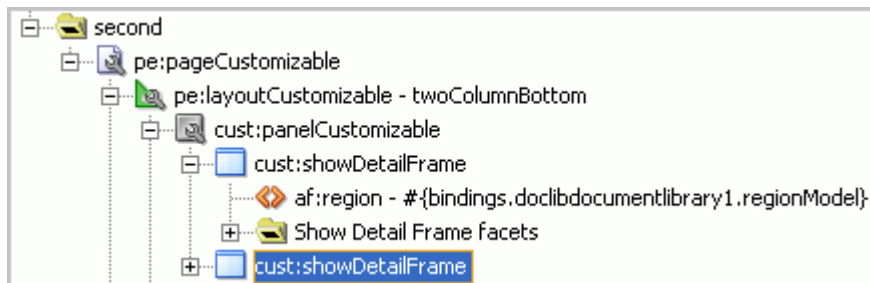 second
pe:pageCustomizable
pe:layoutCustomizable - twoColumnBottom
cust:panelCustomizable
cust:showDetailFrame
af:region - #{bindings.doclibdocumentlibrary1.regionModel}
Show Detail Frame facets
cust:showDetailFrame